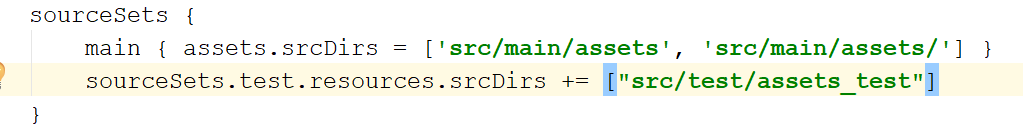 sourceSets {
main { assets.srcDirs = ['src/main/assets', 'src/main/assets/'] }
sourceSets.test.resources.srcDirs += ["src/test/assets_test"]
}